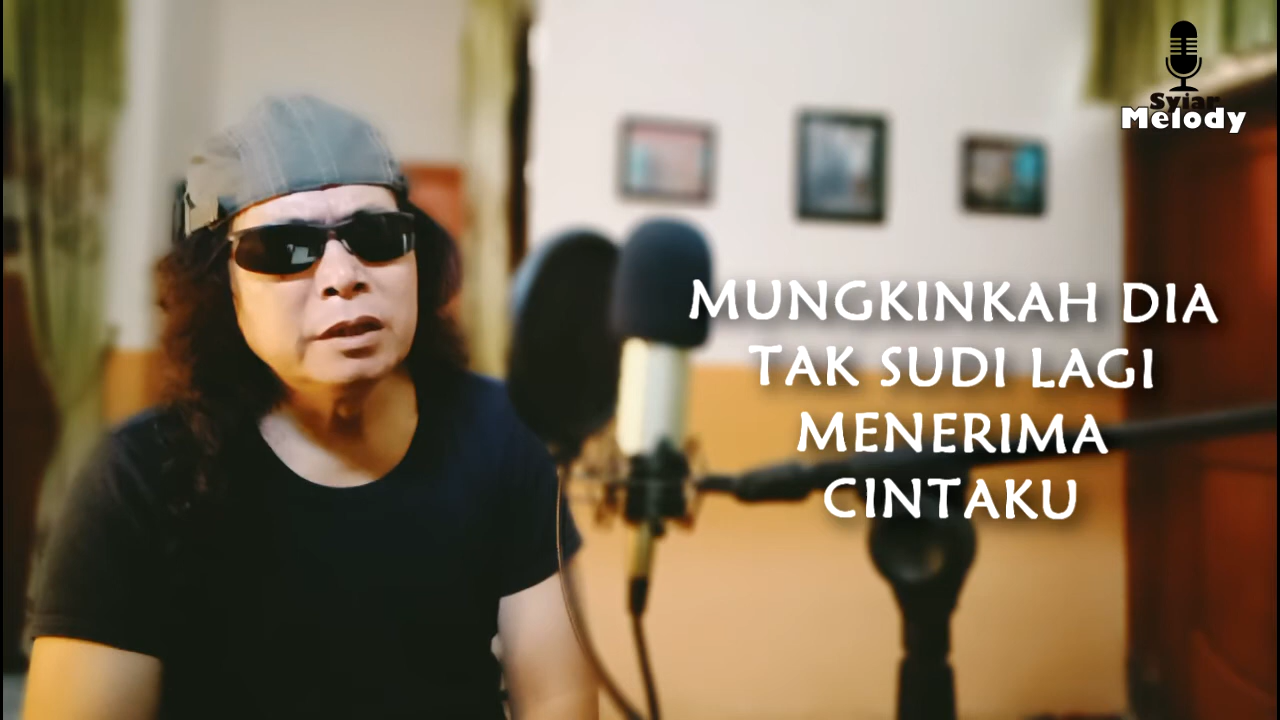 Syiar
Melody
MUNGKINKAH DIA
TAK SUDI LAGI
MENERIMA
CINTAKU